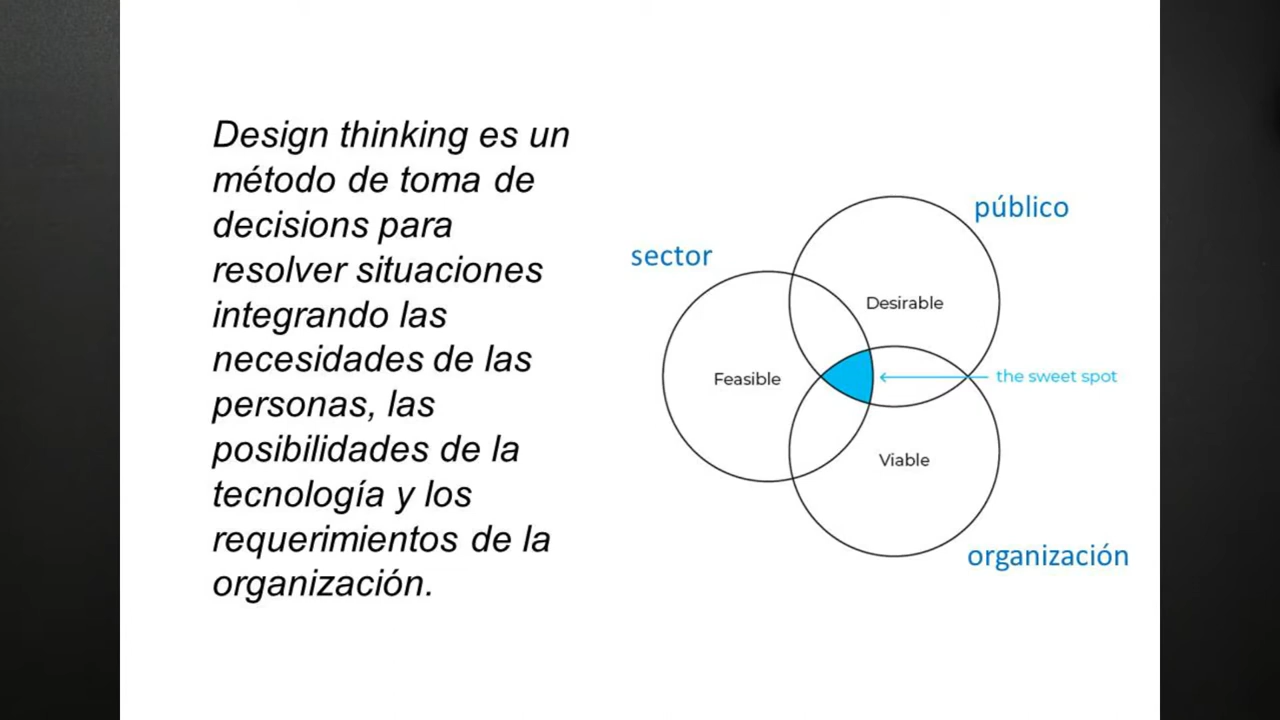 Design thinking es un
método de toma de
decisions para
resolver situaciones
integrando las
necesidades de las
personas, las
posibilidades de la
tecnología y los
requerimientos de la
organización.
público
sector
Desirable
Feasible
the sweet spot
Viable
organización